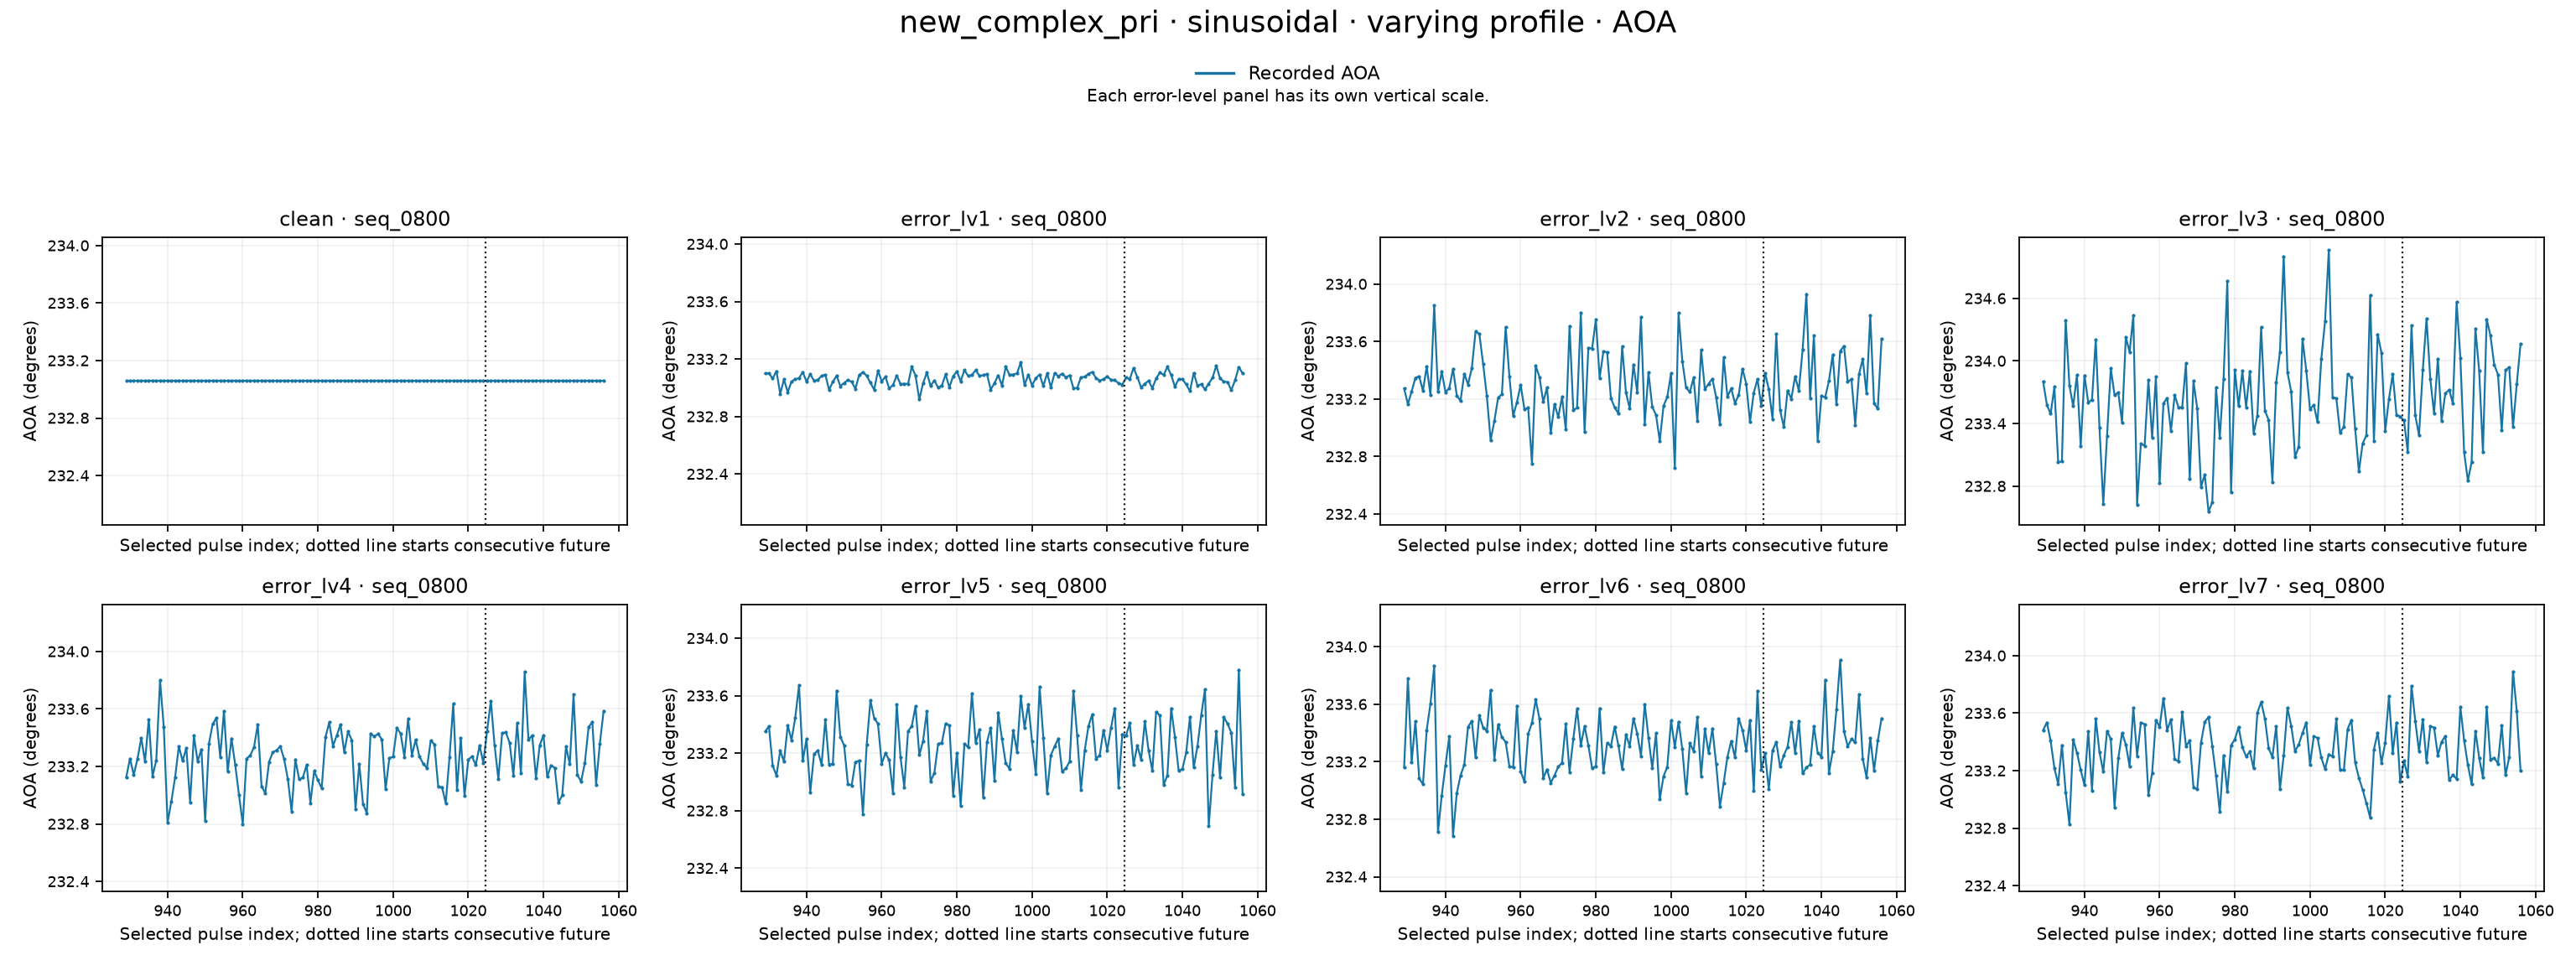 new_complex_pri · sinusoidal · varying profile · AOA
Recorded AOA
Each error-level panel has its own vertical scale.
clean · seq_0800
error_lv1 · seq_0800
error_lv2 · seq_0800
error_lv3 · seq_0800
AOA (degrees)
234.0
233.6
233.2
232.8
232.4
AOA (degrees)
234.0
233.6
233.2
232.8
232.4
AOA (degrees)
234.0
233.6
233.2
232.8
232.4
AOA (degrees)
234.6
234.0
233.4
232.8
Selected pulse index; dotted line starts consecutive future
Selected pulse index; dotted line starts consecutive future
Selected pulse index; dotted line starts consecutive future
Selected pulse index; dotted line starts consecutive future
error_lv4 · seq_0800
error_lv5 · seq_0800
error_lv6 · seq_0800
error_lv7 · seq_0800
AOA (degrees)
234.0
233.6
233.2
232.8
232.4
AOA (degrees)
234.0
233.6
233.2
232.8
232.4
AOA (degrees)
234.0
233.6
233.2
232.8
232.4
AOA (degrees)
234.0
233.6
233.2
232.8
232.4
940 960 980 1000 1020 1040 1060
940 960 980 1000 1020 1040 1060
940 960 980 1000 1020 1040 1060
940 960 980 1000 1020 1040 1060
Selected pulse index; dotted line starts consecutive future
Selected pulse index; dotted line starts consecutive future
Selected pulse index; dotted line starts consecutive future
Selected pulse index; dotted line starts consecutive future